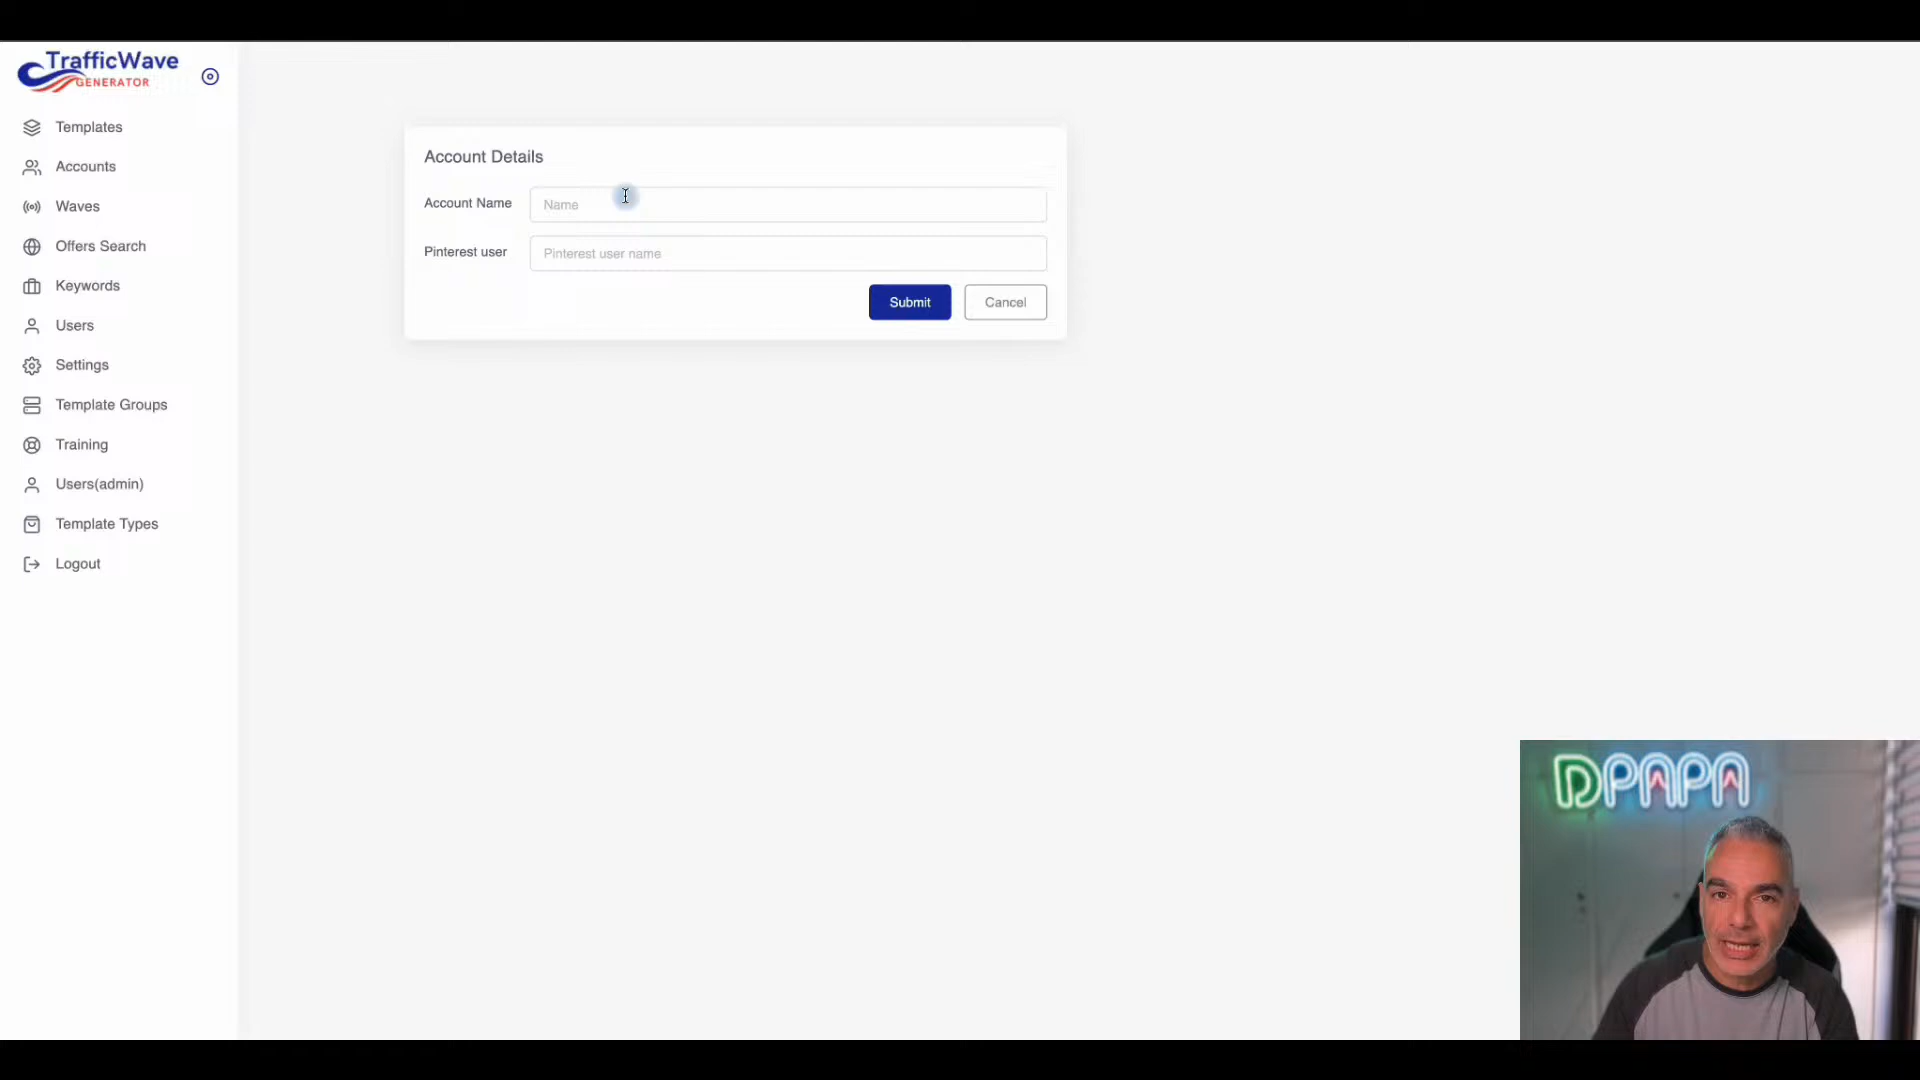 TrafficWave
GENERATOR
Templates
Accounts
Waves
Offers Search
Keywords
Users
Settings
Template Groups
Training
Users(admin)
Template Types
Logout
Account Details
Account Name
Name
Pinterest user
Pinterest user name
Submit
Cancel
DPAPA